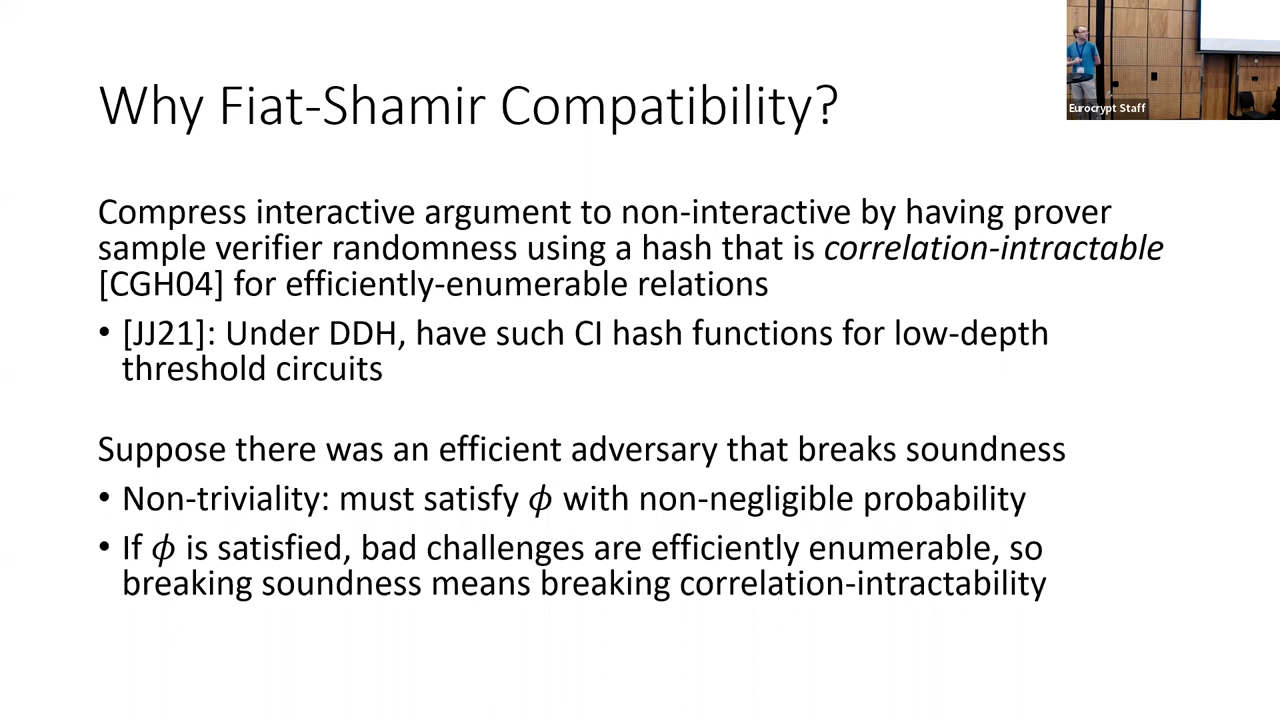 Eurocrypt Staff
Why Fiat-Shamir Compatibility?
Compress interactive argument to non-interactive by having prover
sample verifier randomness using a hash that is correlation-intractable
[CGH04] for efficiently-enumerable relations
• [JJ21]: Under DDH, have such CI hash functions for low-depth
threshold circuits
Suppose there was an efficient adversary that breaks soundness
• Non-triviality: must satisfy ϕ with non-negligible probability
• If ϕ is satisfied, bad challenges are efficiently enumerable, so
breaking soundness means breaking correlation-intractability